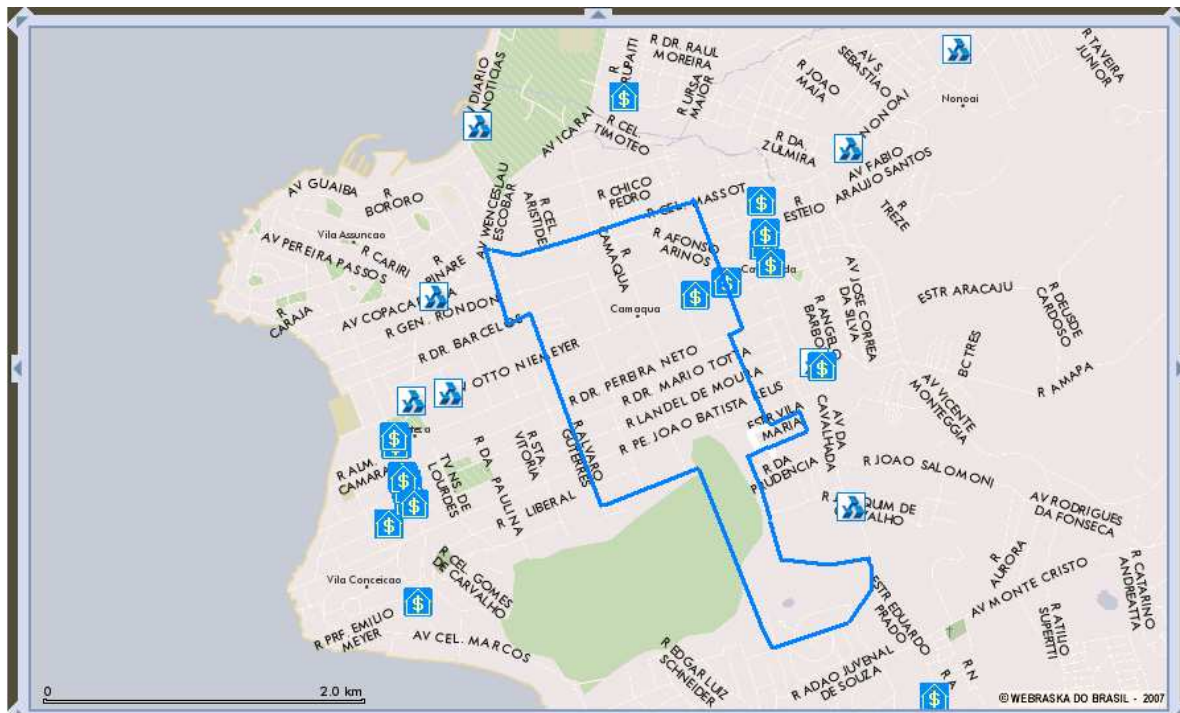 R DR. RAUL
MOREIRA
R TAVEIRA
JUNIOR
AV S
SEBASTIAO
R JOAO
MAIA
R URSA
MAIOR
Nonoai
NONOAI
DIARIO
NOTICIAS
AV ICARAI
R CEL.
TIMOTEO
R DA
ZULMIRA
AV FABIO
ARAUJO SANTOS
AV GUAIBA
R
BORORO
AV WENCESLAU
ESCOBAR
R CEL.
ARISTIDES
R CHICO
PEDRO
R CEL. MASSOT
R
ESTEIO
R
TREZE
Vila Assuncao
AV PEREIRA PASSOS
R CARIRI
R
CAMAQUA
R AFONSO
ARINOS
R
CARAJA
R GEN. RONDON
R DR. BARCELOS
Camaqua
R ANGELO
AV JOSE CORREA
DA SILVA
ESTR ARACAJU
R DEUSDE
CARDOSO
BC TRES
R AMAPA
OTTO NIEMEYER
R DR. PEREIRA NETO
R DR. MARIO TOTTA
R LANDEL DE MOURA
R PE. JOAO BATISTA REUS
ESTR VILA
MARIA
AV DA
CAVALHADA
AV VICENTE
MONTEGGIA
R ALVARO
GUTERRES
R STA.
VITORIA
R DA
PAULINA
TV NS. DE
LOURDES
R ALM.
R LIBERAL
R DA
PRUDENCIA
R JOAO SALOMONI
AV RODRIGUES
DA FONSECA
R CEL. GOMES
DE CARVALHO
Vila Conceicao
R PRF. EMILIO
MEYER
AV CEL. MARCOS
R EDGAR LUIZ
SCHNEIDER
R ADAO JUVENAL
DE SOUZA
ESTR EDUARDO
PRADO
R
AURORA
AV MONTE CRISTO
R ATILIO
SUPERTTI
R CATARINO
ANDREATTA
R N
0 2.0 km
© WEBRASKA DO BRASIL - 2007